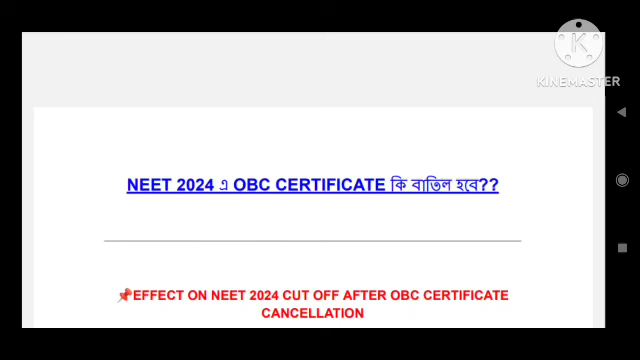 K
KINEMASTER
NEET 2024 এ OBC CERTIFICATE কি বাতিল হবে??
📌EFFECT ON NEET 2024 CUT OFF AFTER OBC CERTIFICATE
CANCELLATION